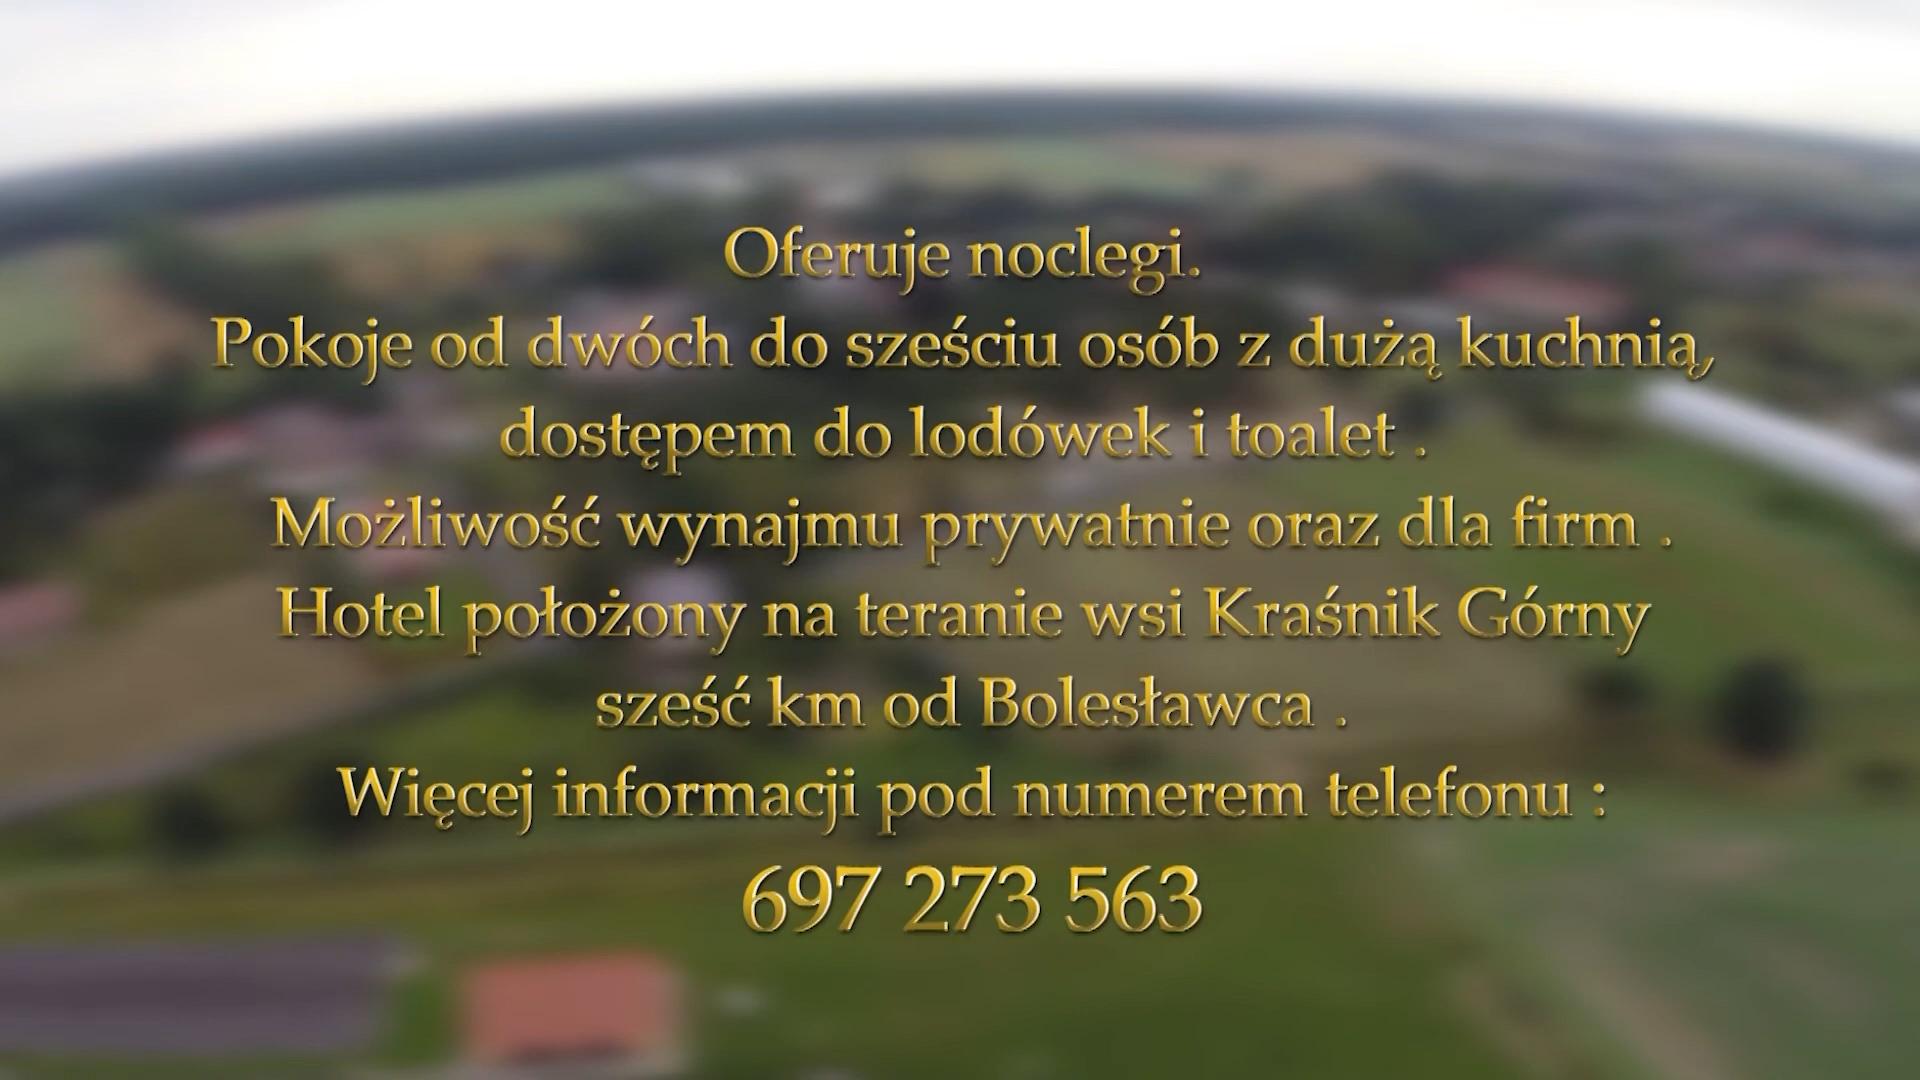 Oferuje noclegi.
Pokoje od dwóch do sześciu osób z dużą kuchnią,
dostępem do lodówek i toalet .
Możliwość wynajmu prywatnie oraz dla firm .
Hotel położony na teranie wsi Kraśnik Górny
sześć km od Bolesławca .
Więcej informacji pod numerem telefonu :
697 273 563